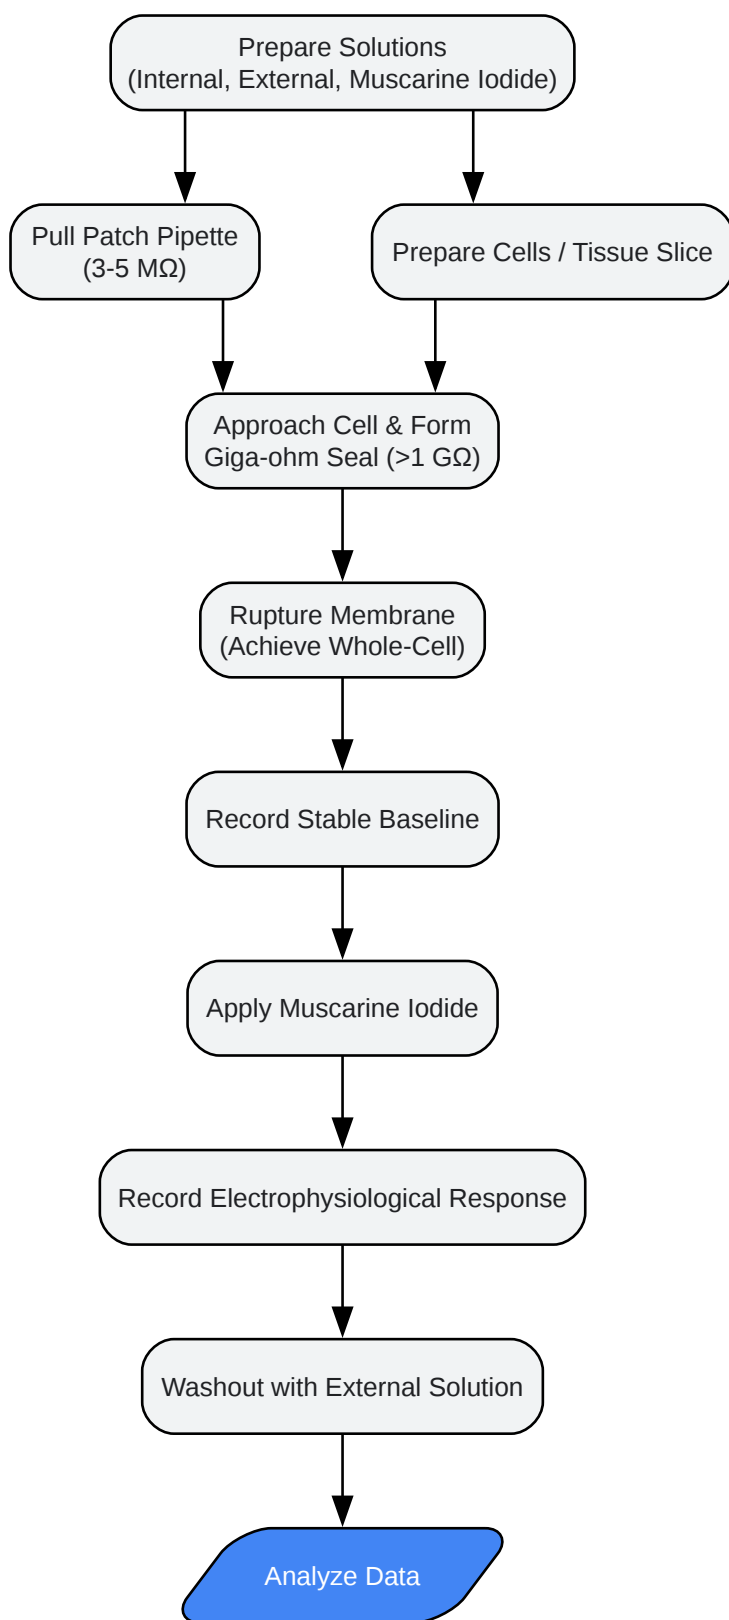 Prepare Solutions
(Internal, External, Muscarine Iodide)
Pull Patch Pipette
(3-5 MΩ)
Prepare Cells / Tissue Slice
Approach Cell & Form
Giga-ohm Seal (>1 GΩ)
Rupture Membrane
(Achieve Whole-Cell)
Record Stable Baseline
Apply Muscarine Iodide
Record Electrophysiological Response
Washout with External Solution
Analyze Data